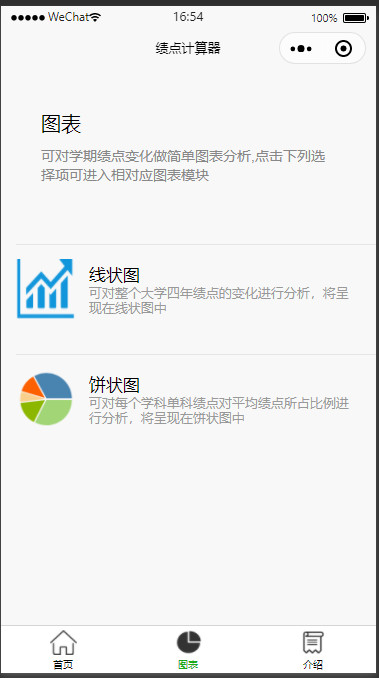 WeChat 16:54 100%
绩点计算器
图表
可对学期绩点变化做简单图表分析,点击下列选
择项可进入相对应图表模块
线状图
可对整个大学四年绩点的变化进行分析，将呈
现在线状图中
饼状图
可对每个学科单科绩点对平均绩点所占比例进
行分析，将呈现在饼状图中
首页 图表 介绍